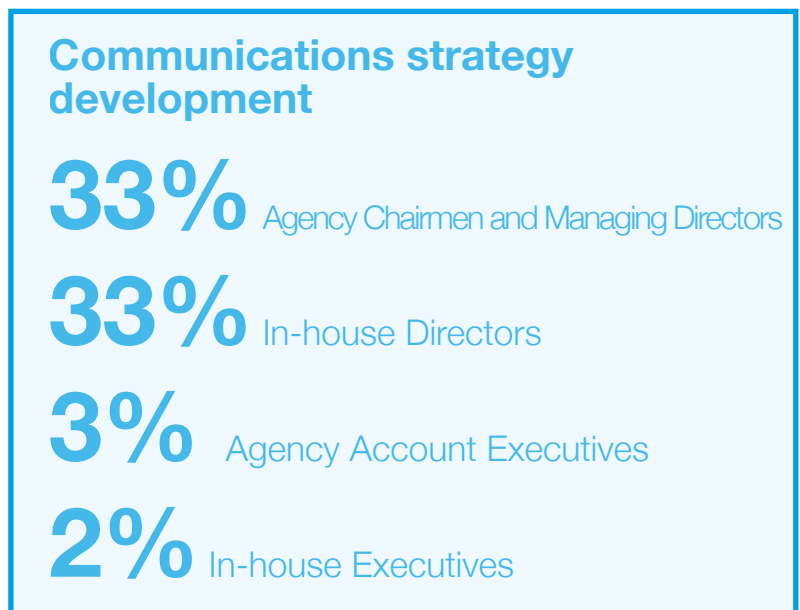 Communications strategy
development
33% Agency Chairmen and Managing Directors
33% In-house Directors
3% Agency Account Executives
2% In-house Executives